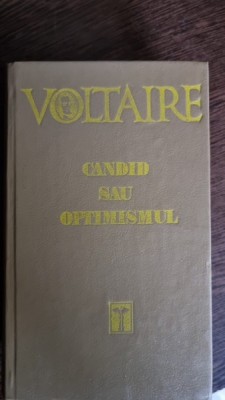 VOLTAIRE
CANDID
SAU
OPTIMISMUL